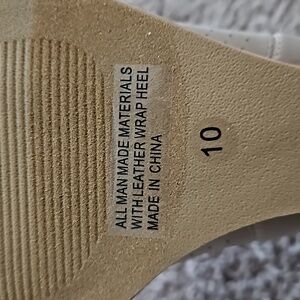 ALL MAN MADE MATERIALS
WITH LEATHER WRAP HEEL
MADE IN CHINA
10